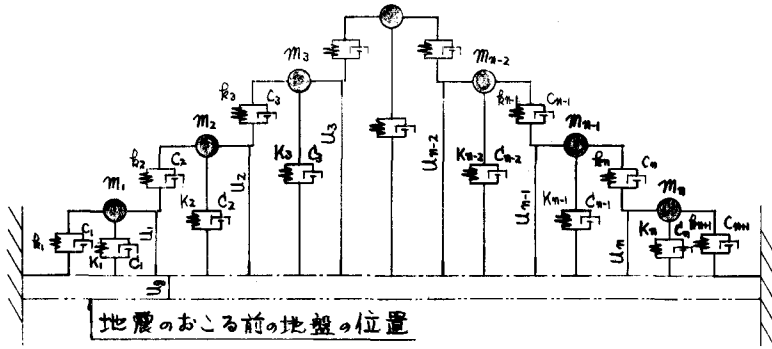 m₃
mₙ₋₂
k₃ C₃
kₙ₋₁ Cₙ₋₁
m₂
mₙ₋₁
K₃ C₃
U₃
Uₙ₋₂
Kₙ₋₂ Cₙ₋₂
k₂ C₂
U₂
kₙ Cₙ
m₁
Uₙ₋₁
mₙ
K₂ C₂
Kₙ₋₁ Cₙ₋₁
k₁ C₁
U₁
Uₙ
kₙ₊₁ Cₙ₊₁
K₁ C₁
Kₙ Cₙ
Ug
地震のおこる前の地盤の位置